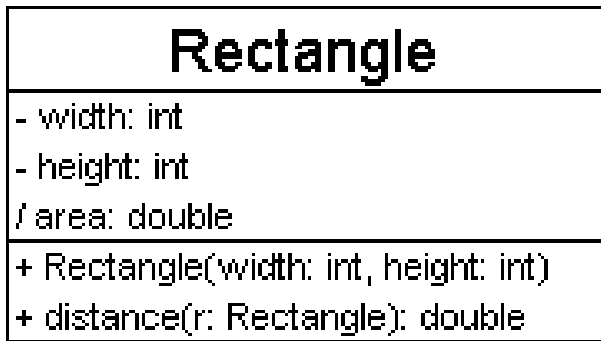 Rectangle
- width: int
- height: int
/ area: double
+ Rectangle(width: int, height: int)
+ distance(r: Rectangle): double